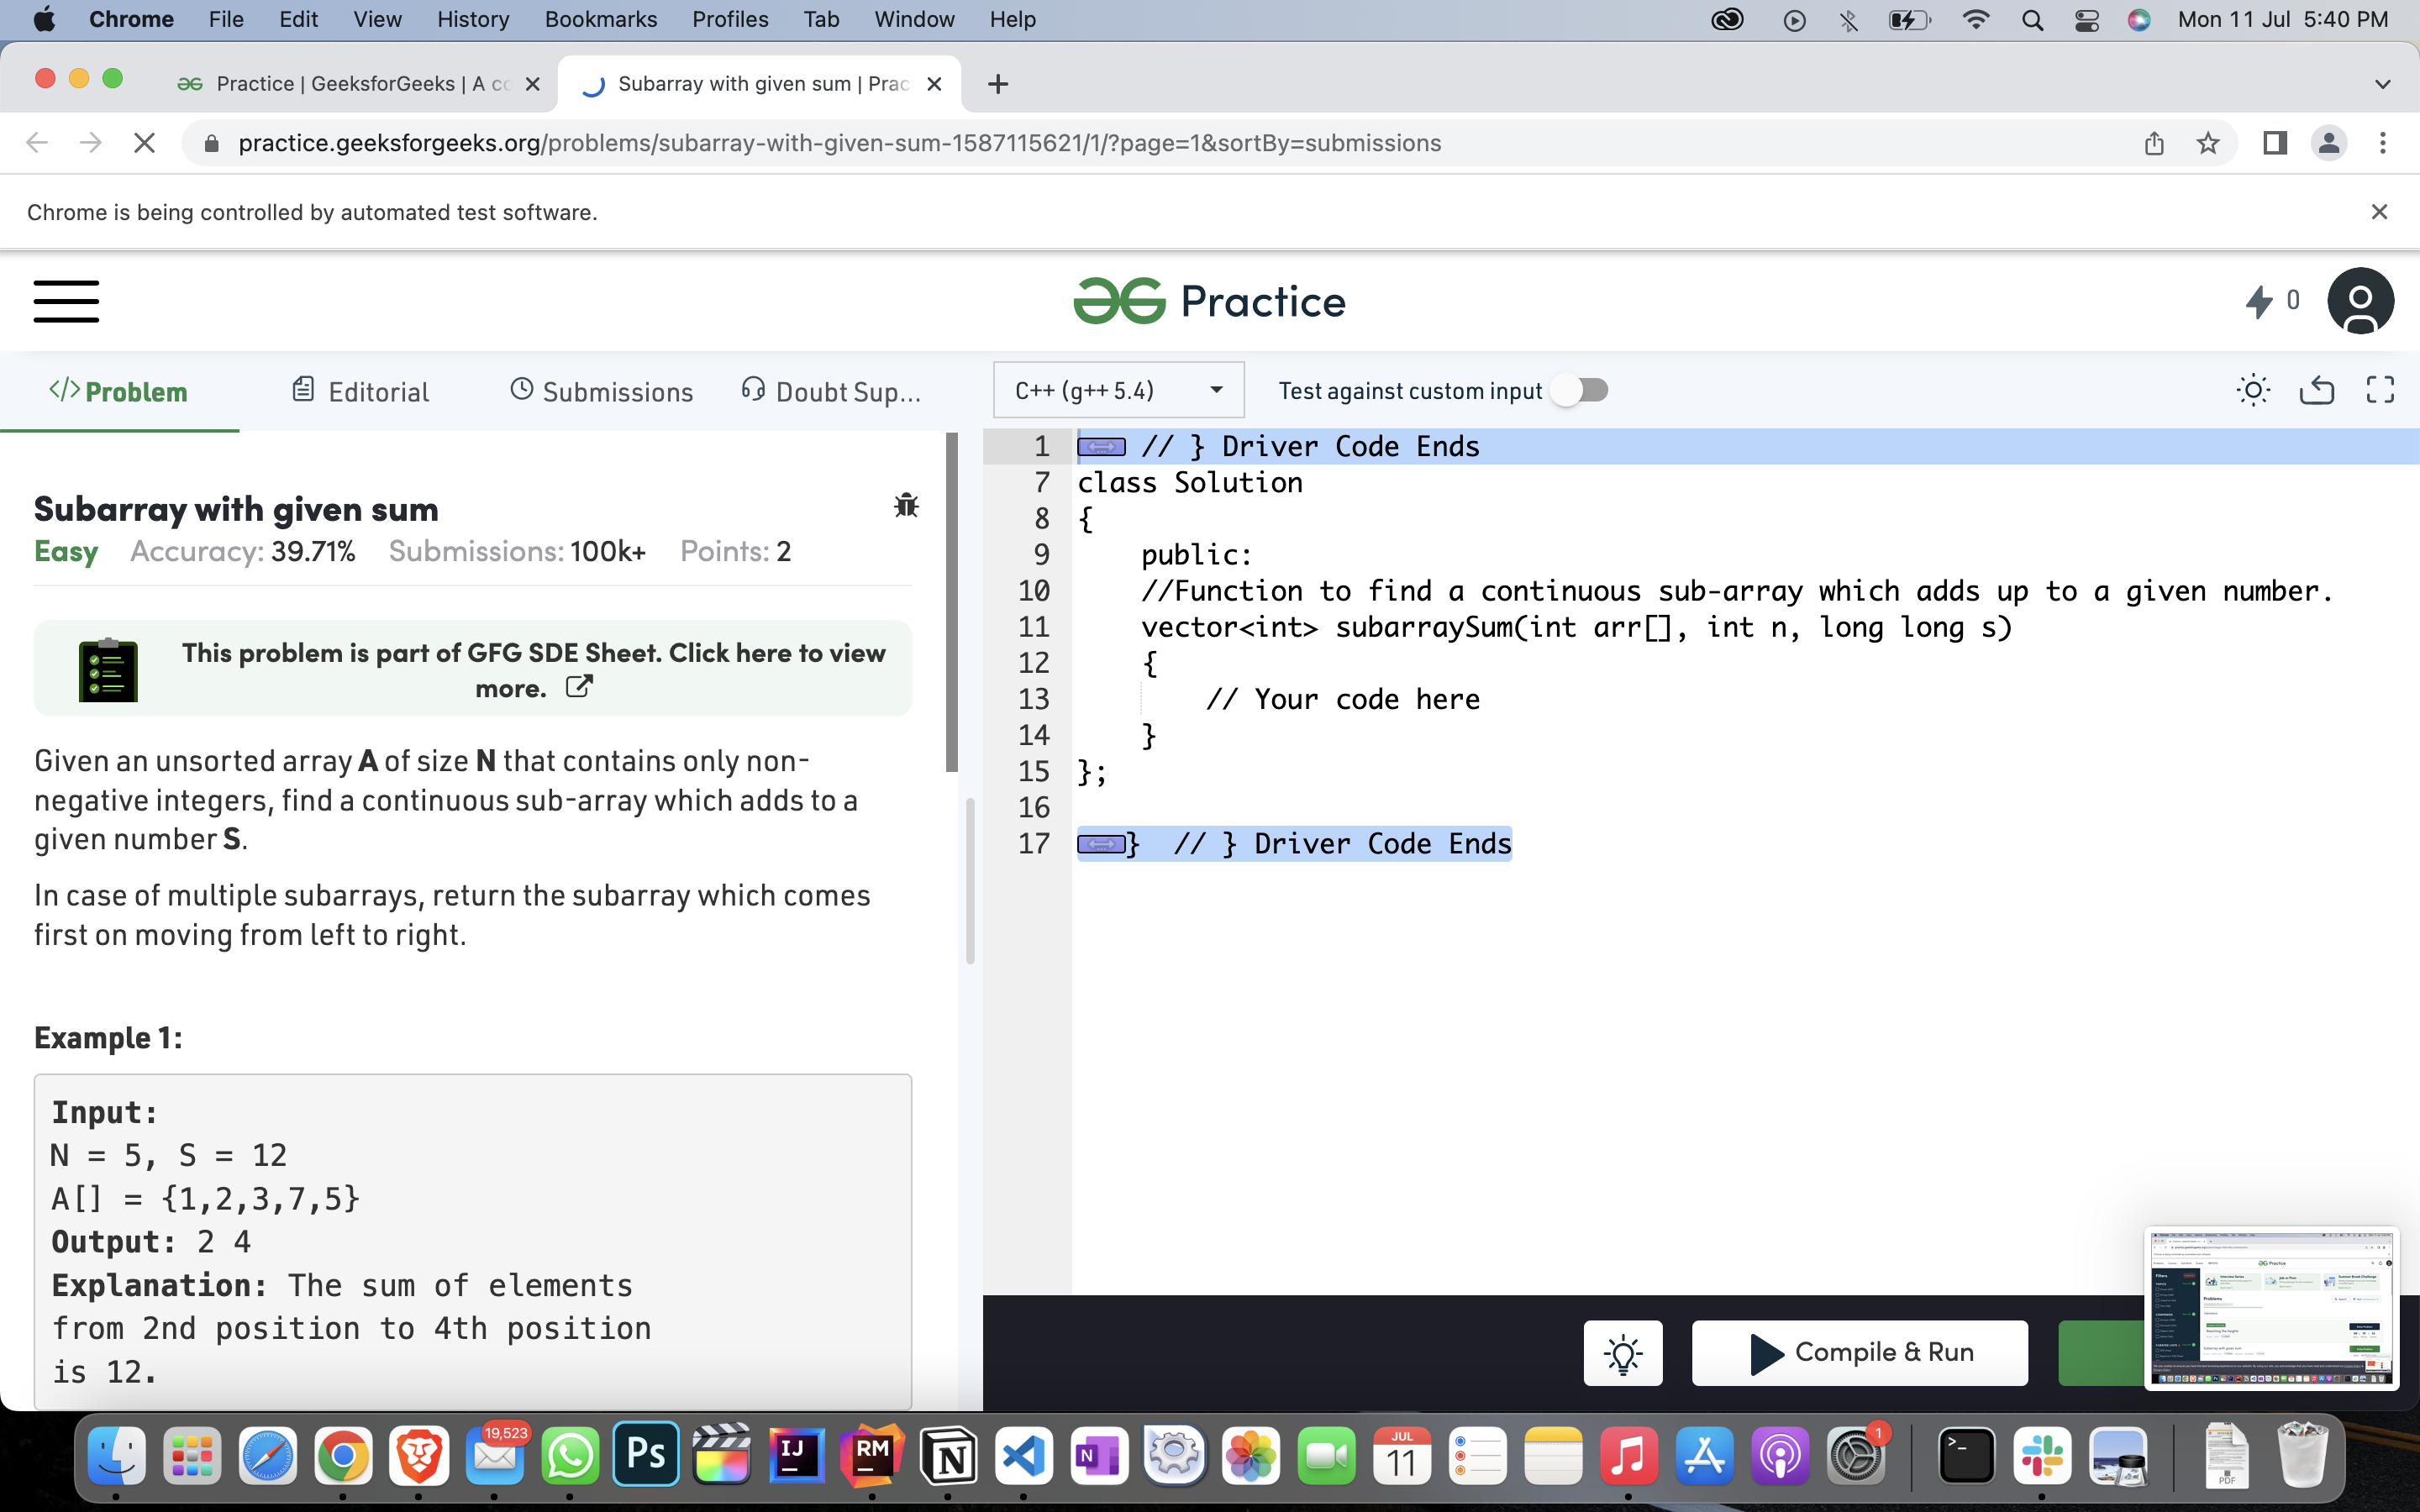 Chrome File Edit View History Bookmarks Profiles Tab Window Help Mon 11 Jul 5:40 PM
Practice | GeeksforGeeks | A co Subarray with given sum | Prac
practice.geeksforgeeks.org/problems/subarray-with-given-sum-1587115621/1/?page=1&sortBy=submissions
Chrome is being controlled by automated test software.
Practice
0
</> Problem Editorial Submissions Doubt Sup...
Subarray with given sum
Easy Accuracy: 39.71% Submissions: 100k+ Points: 2
This problem is part of GFG SDE Sheet. Click here to view
more.
Given an unsorted array A of size N that contains only non-
negative integers, find a continuous sub-array which adds to a
given number S.
In case of multiple subarrays, return the subarray which comes
first on moving from left to right.
Example 1:
Input:
N = 5, S = 12
A[] = {1,2,3,7,5}
Output: 2 4
Explanation: The sum of elements
from 2nd position to 4th position
is 12.
C++ (g++ 5.4) Test against custom input
1 // } Driver Code Ends
7 class Solution
8 {
9 public:
10 //Function to find a continuous sub-array which adds up to a given number.
11 vector<int> subarraySum(int arr[], int n, long long s)
12 {
13 // Your code here
14 }
15 };
16
17 } // } Driver Code Ends
Compile & Run
19,523 Ps IJ RM N N JUL 11 1 >_ PDF